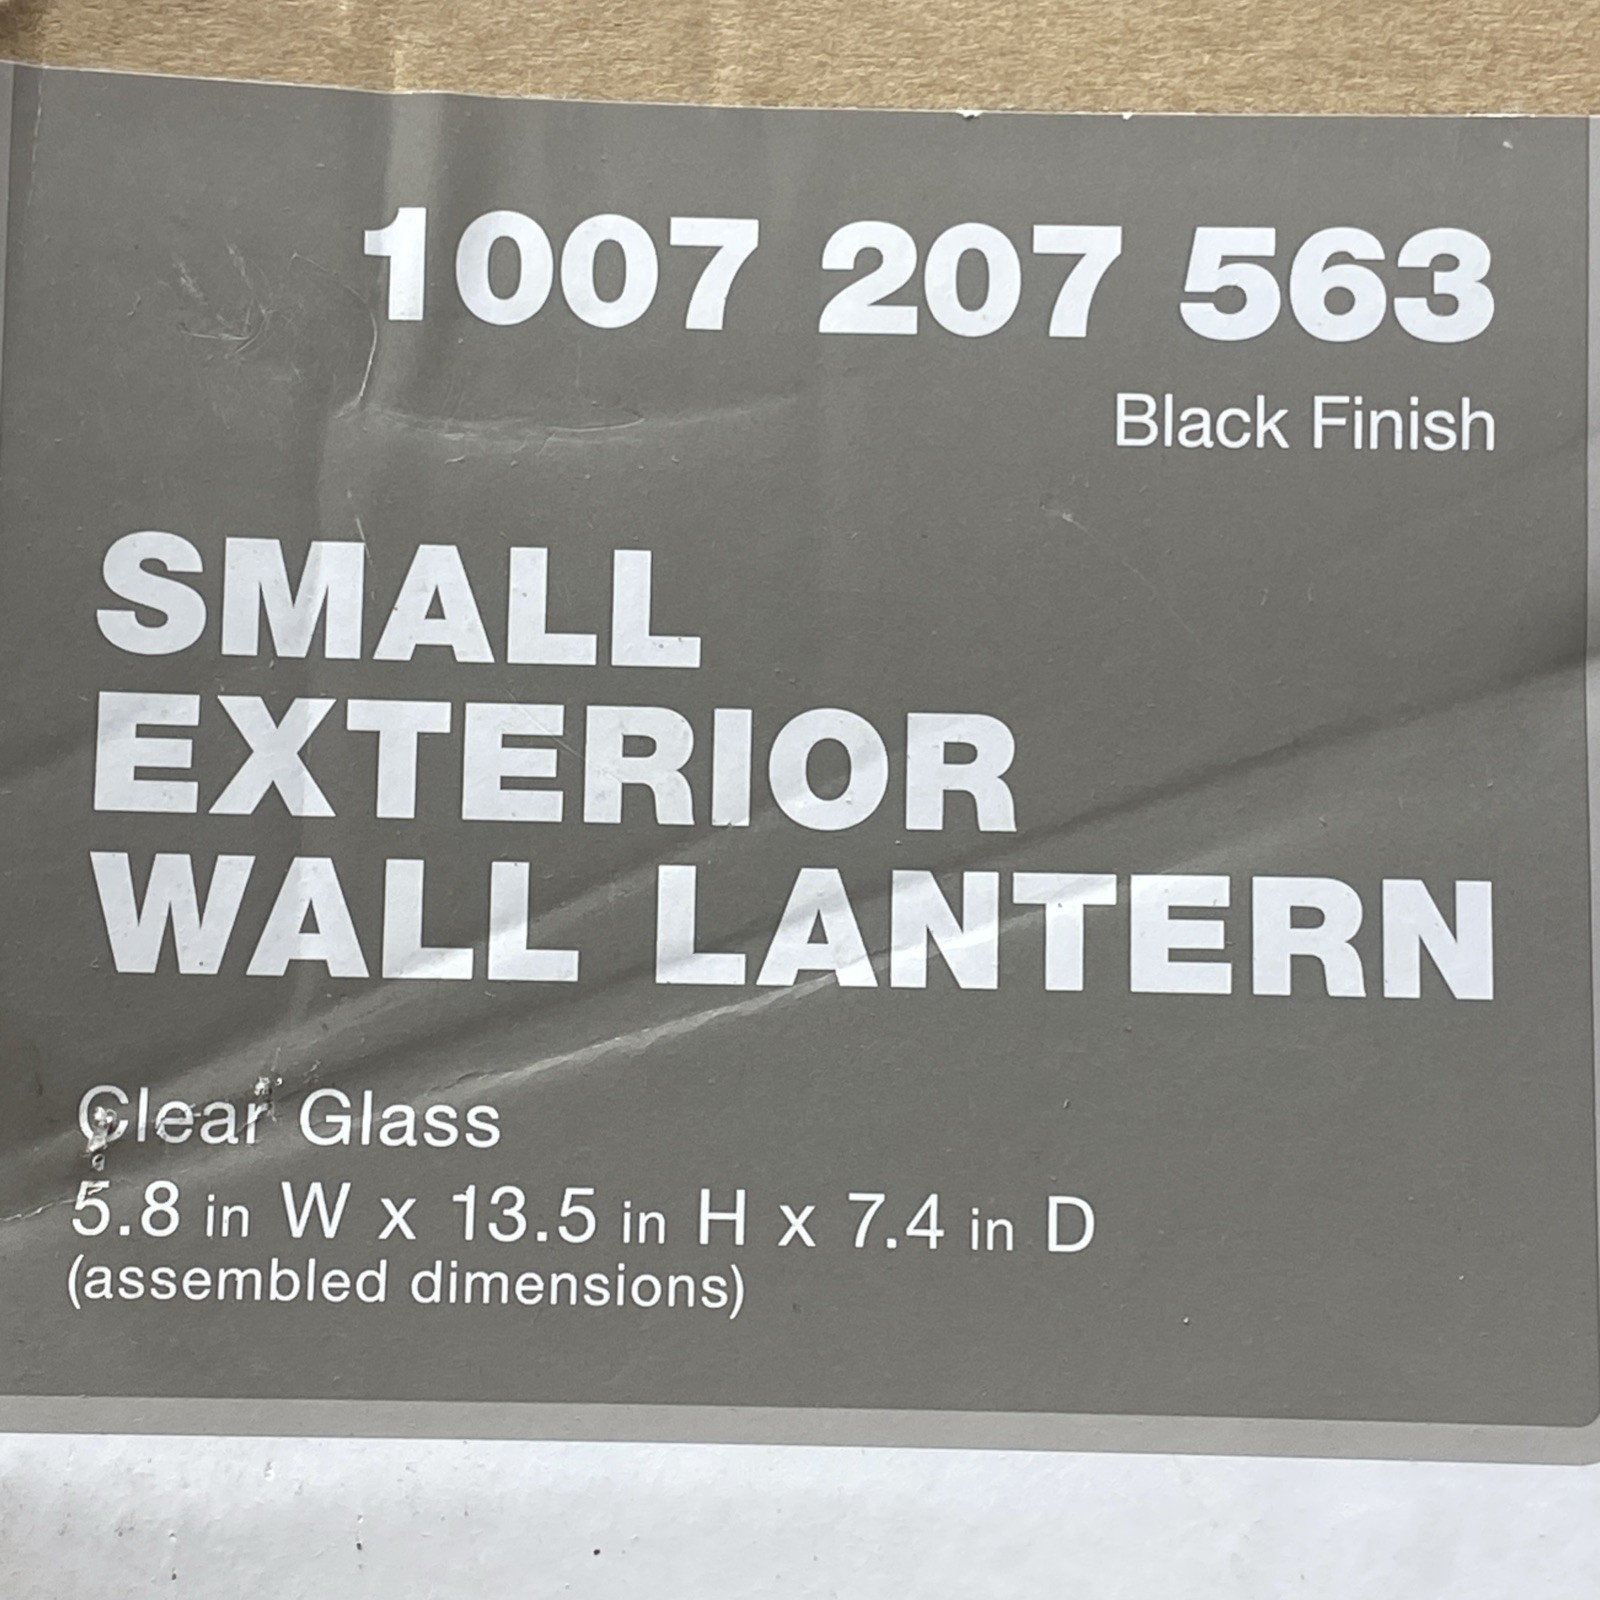 1007 207 563
Black Finish
SMALL
EXTERIOR
WALL LANTERN
Clear Glass
5.8 in W x 13.5 in H x 7.4 in D
(assembled dimensions)